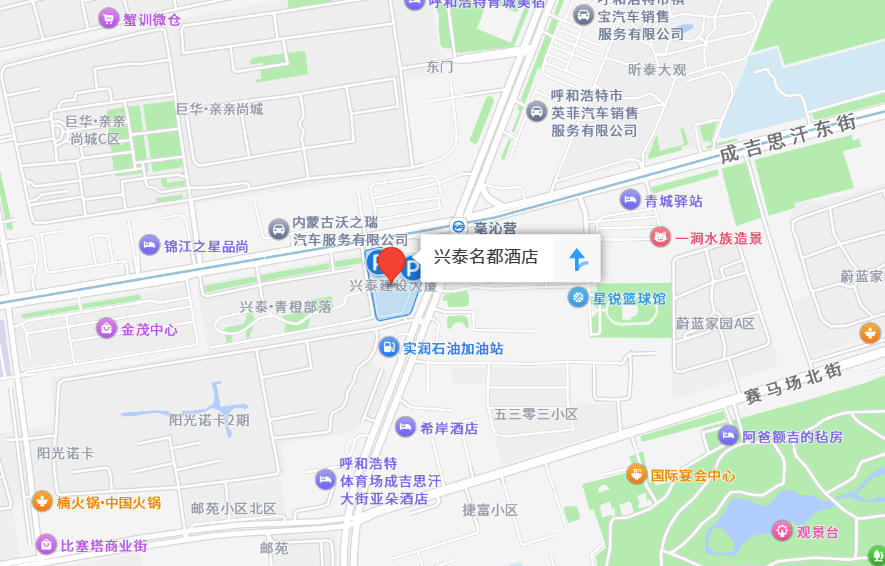 呼和浩特青城美宿
蟹训微仓
宝汽车销售
服务有限公司
东门
昕泰大观
呼和浩特市
英菲汽车销售
服务有限公司
巨华·亲亲尚城
巨华·亲亲
尚城C区
成吉思汗东街
青城驿站
内蒙古沃之瑞
汽车服务有限公司
毫沁营
一涧水族造景
锦江之星品尚
兴泰名都酒店
P
P
蔚蓝家
兴泰建设大厦
兴泰·青橙部落
星锐篮球馆
金茂中心
蔚蓝家园A区
实润石油加油站
赛马场北街
阳光诺卡2期
五三零三小区
希岸酒店
阿爸额吉的毡房
阳光诺卡
呼和浩特
体育场成吉思汗
大街亚朵酒店
国际宴会中心
楠火锅·中国火锅
邮苑小区北区
捷富小区
观景台
比塞塔商业街
邮苑